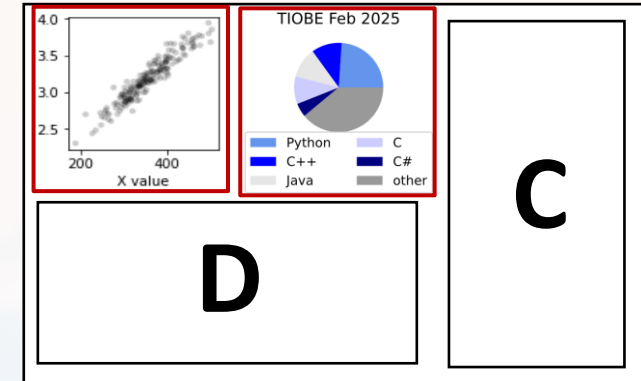 4.0
3.5
3.0
2.5
200 400
X value
TIOBE Feb 2025
Python C
C++ C#
Java other
C
D